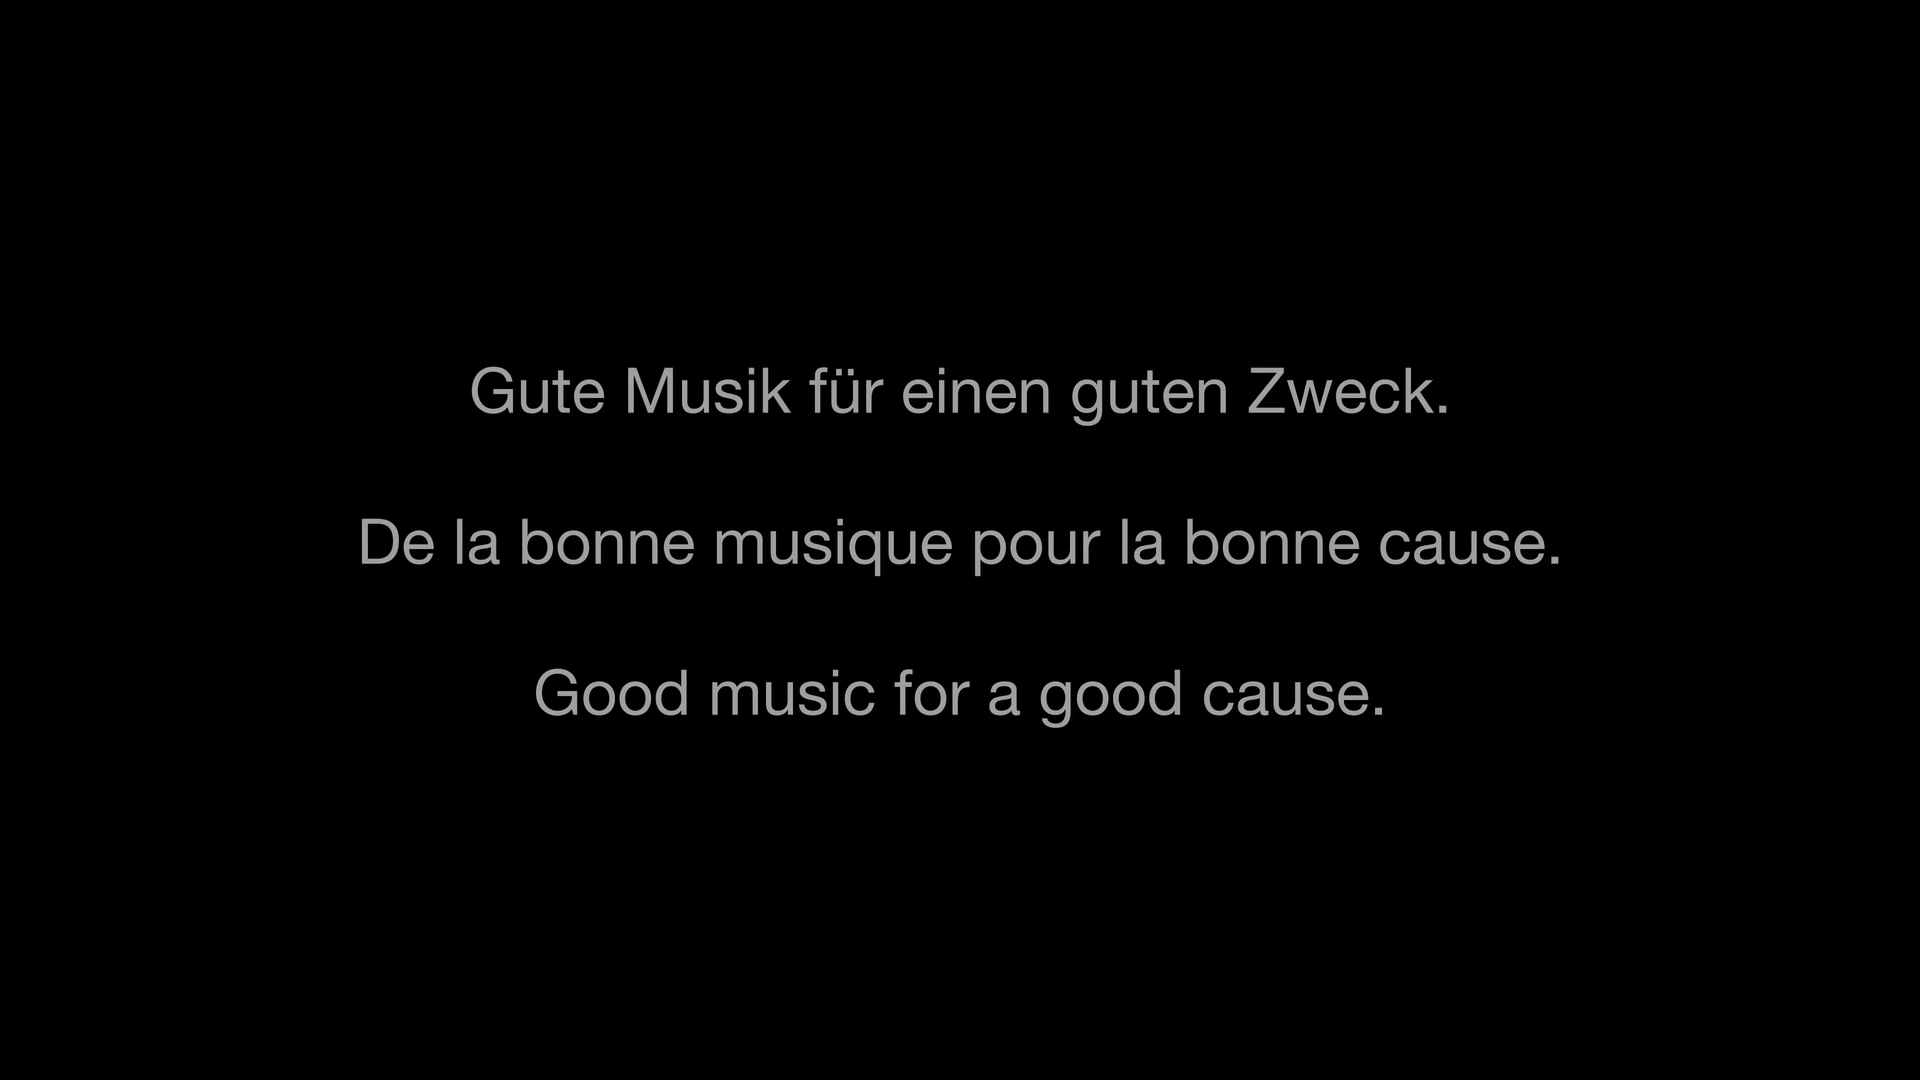 Gute Musik für einen guten Zweck.
De la bonne musique pour la bonne cause.
Good music for a good cause.